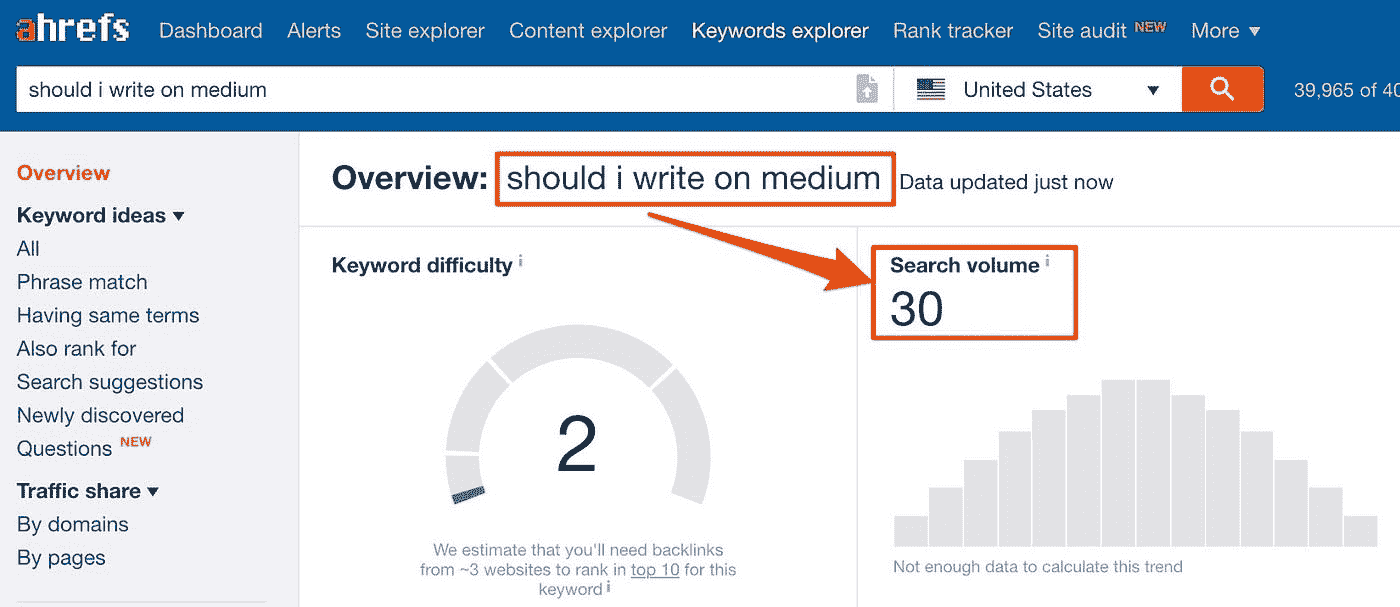 ahrefs Dashboard Alerts Site explorer Content explorer Keywords explorer Rank tracker Site audit NEW More
should i write on medium United States 39,965 of 40
Overview
Keyword ideas
All
Phrase match
Having same terms
Also rank for
Search suggestions
Newly discovered
Questions NEW
Traffic share
By domains
By pages
Overview: should i write on medium Data updated just now
Keyword difficulty i
2
We estimate that you'll need backlinks
from ~3 websites to rank in top 10 for this
keyword i
Search volume i
30
Not enough data to calculate this trend